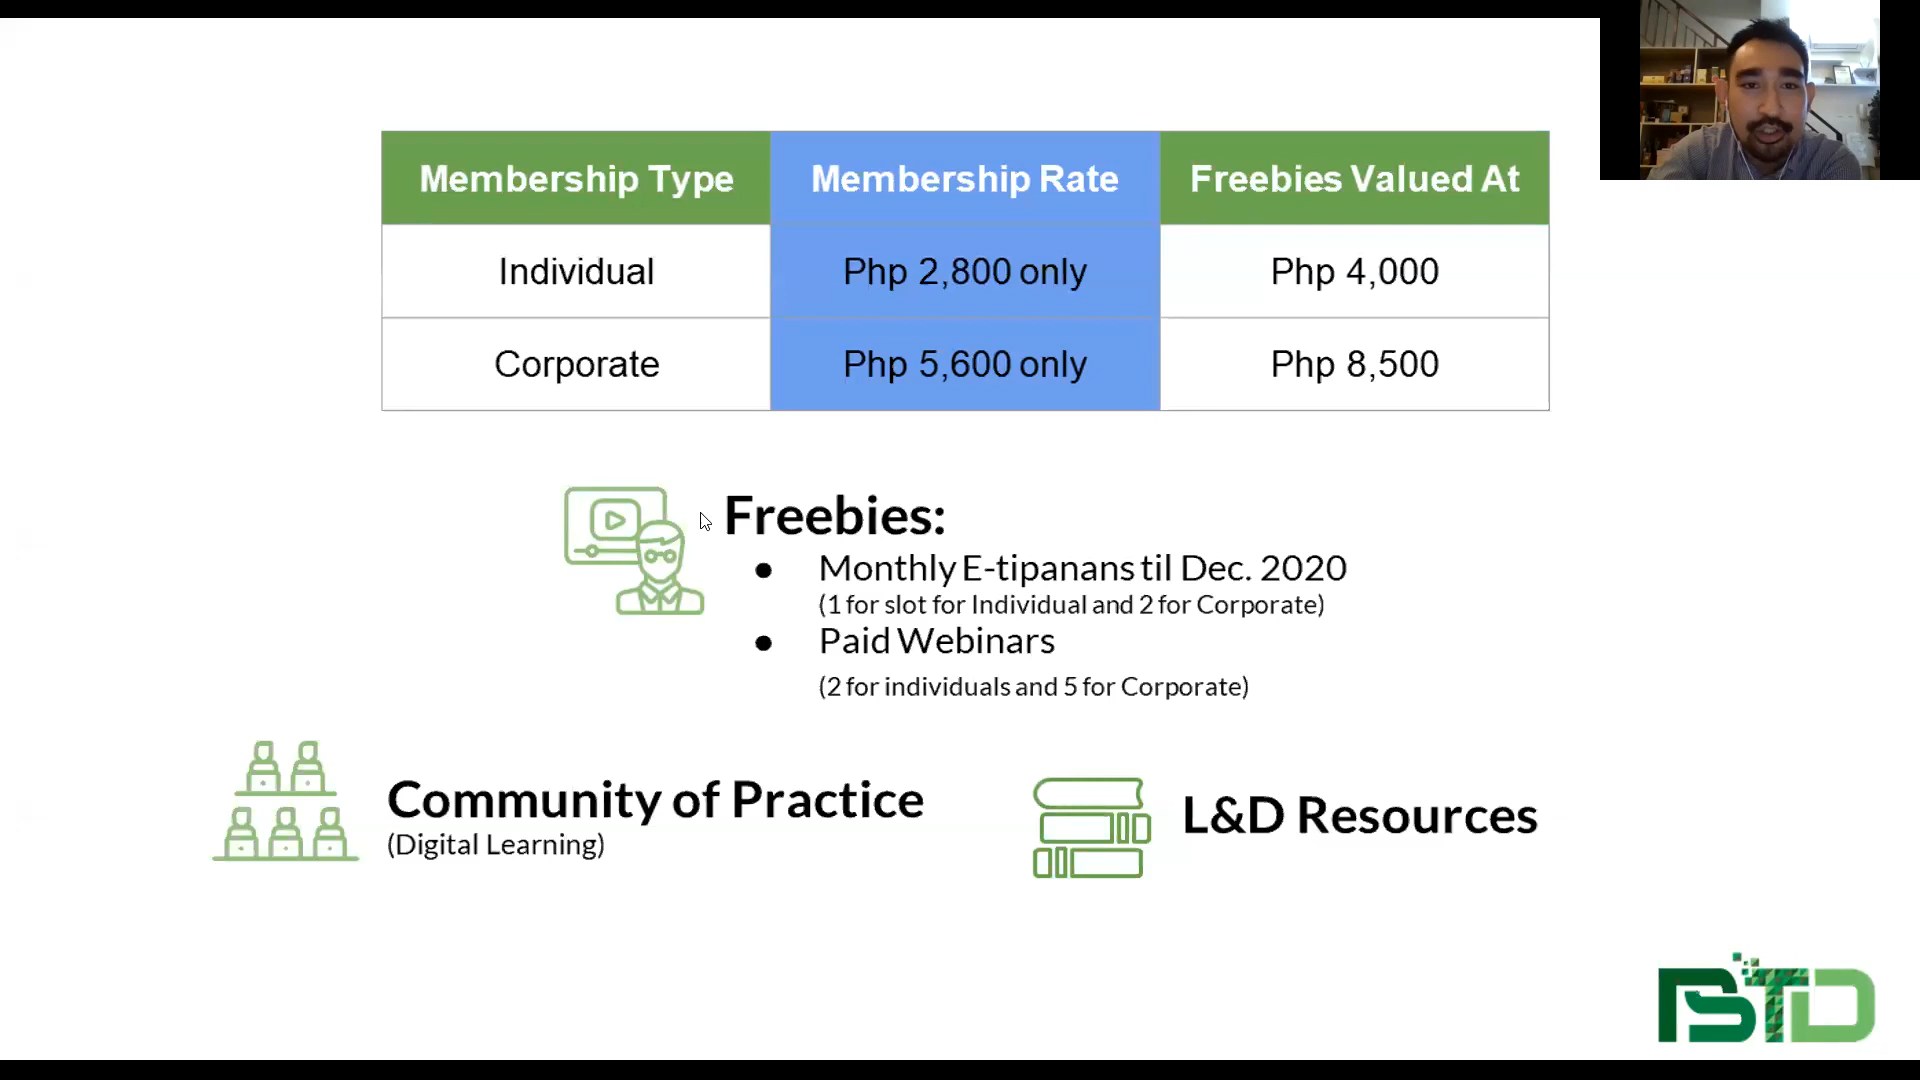 Membership Type Membership Rate Freebies Valued At
Individual Php 2,800 only Php 4,000
Corporate Php 5,600 only Php 8,500
Freebies:
● Monthly E-tipanans til Dec. 2020
(1 for slot for Individual and 2 for Corporate)
● Paid Webinars
(2 for individuals and 5 for Corporate)
Community of Practice
(Digital Learning)
L&D Resources
PSTD